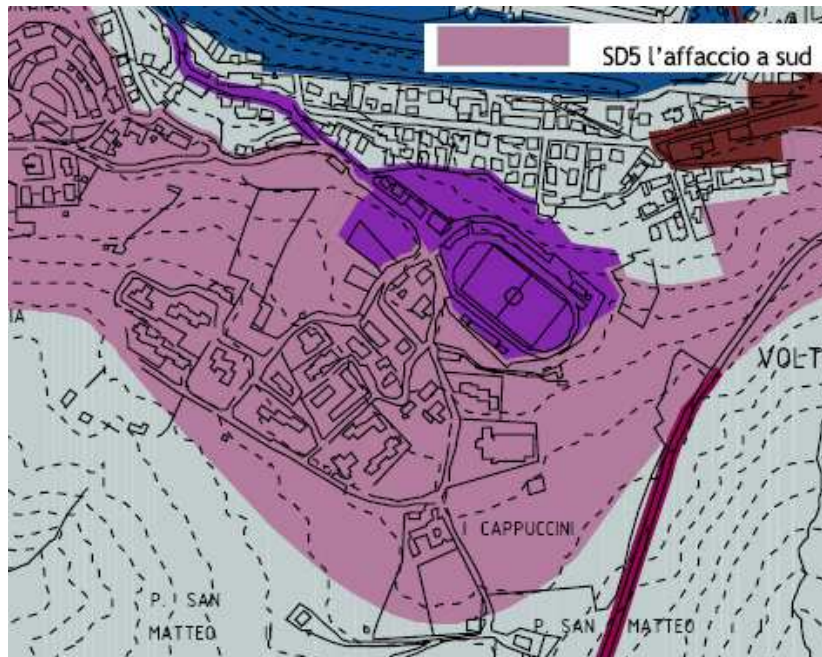 SD5 l'affaccio a sud
VOLT
I CAPPUCCINI
P. SAN
MATTEO I
P. SAN MATTEO I